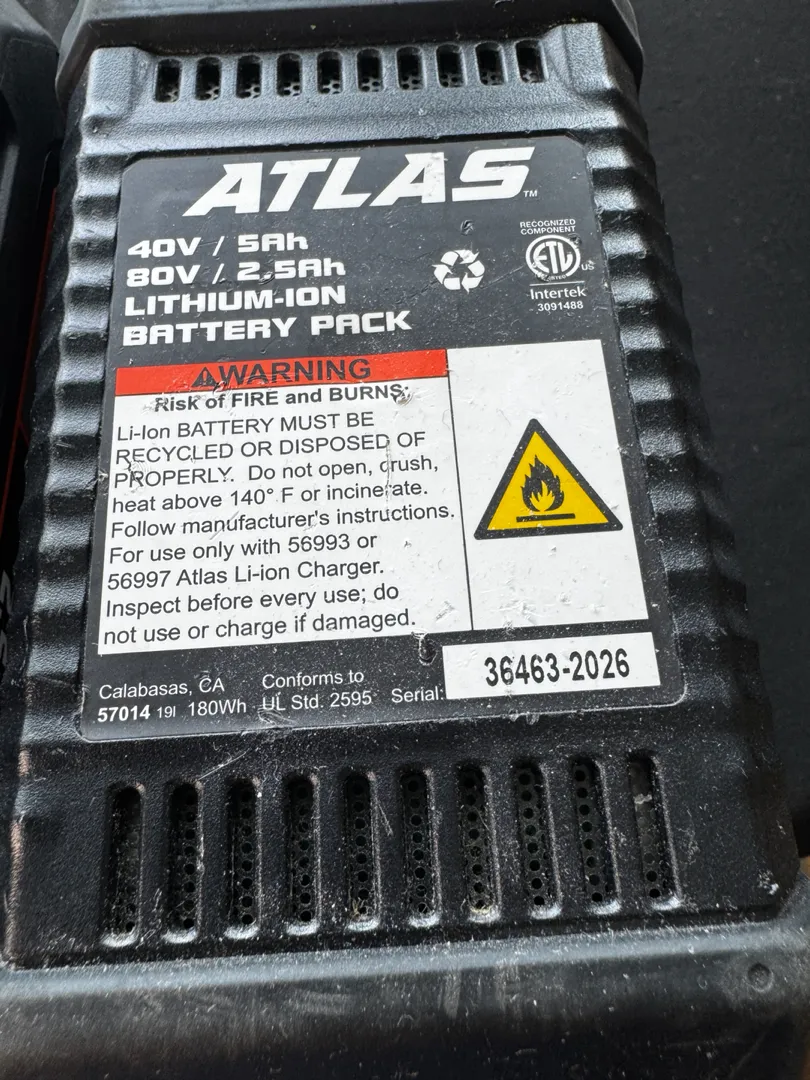 ATLAS™
40V / 5Ah
80V / 2.5Ah
LITHIUM-ION
BATTERY PACK
RECOGNIZED
COMPONENT
ETL
US
Intertek
3091488
WARNING
Risk of FIRE and BURNS:
Li-Ion BATTERY MUST BE
RECYCLED OR DISPOSED OF
PROPERLY. Do not open, crush,
heat above 140° F or incinerate.
Follow manufacturer's instructions.
For use only with 56993 or
56997 Atlas Li-ion Charger.
Inspect before every use; do
not use or charge if damaged.
Calabasas, CA
57014 19I 180Wh
Conforms to
UL Std. 2595
Serial: 36463-2026